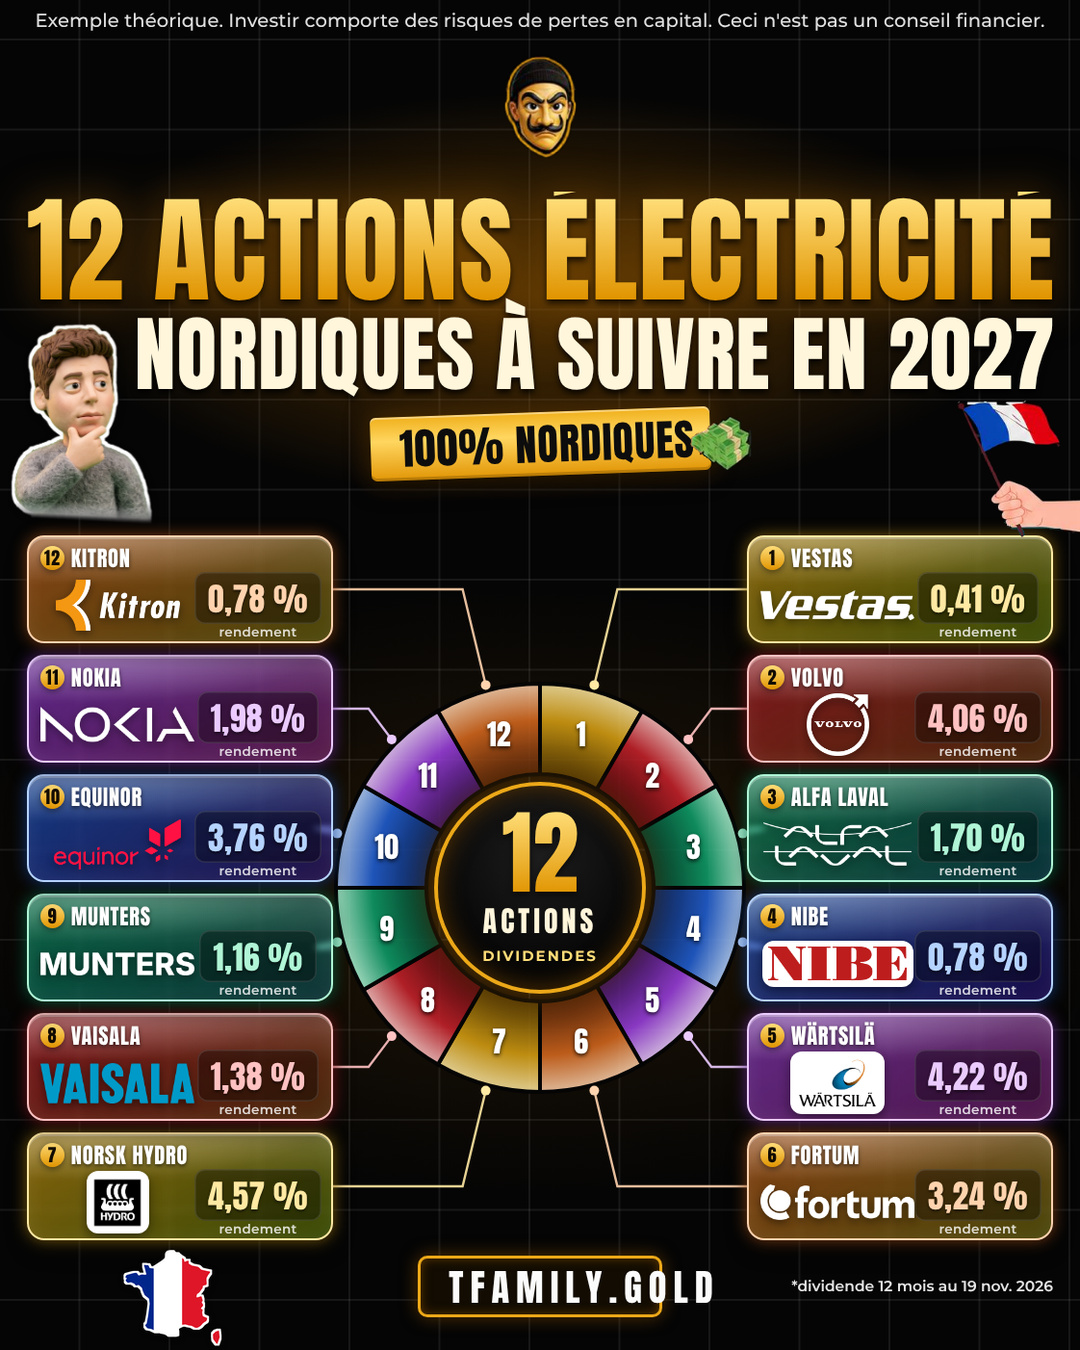 Exemple théorique. Investir comporte des risques de pertes en capital. Ceci n'est pas un conseil financier.
12 ACTIONS ÉLECTRICITÉ
NORDIQUES À SUIVRE EN 2027
100% NORDIQUES
12 KITRON
Kitron
0,78 %
rendement
11 NOKIA
NOKIA
1,98 %
rendement
10 EQUINOR
equinor
3,76 %
rendement
9 MUNTERS
MUNTERS
1,16 %
rendement
8 VAISALA
VAISALA
1,38 %
rendement
7 NORSK HYDRO
HYDRO
4,57 %
rendement
1 VESTAS
Vestas.
0,41 %
rendement
2 VOLVO
VOLVO
4,06 %
rendement
3 ALFA LAVAL
ALFA
LAVAL
1,70 %
rendement
4 NIBE
NIBE
0,78 %
rendement
5 WÄRTSILÄ
WÄRTSILÄ
4,22 %
rendement
6 FORTUM
fortum
3,24 %
rendement
12
1
11
2
10
3
9
4
8
5
7
6
12
ACTIONS
DIVIDENDES
TFAMILY.GOLD
*dividende 12 mois au 19 nov. 2026